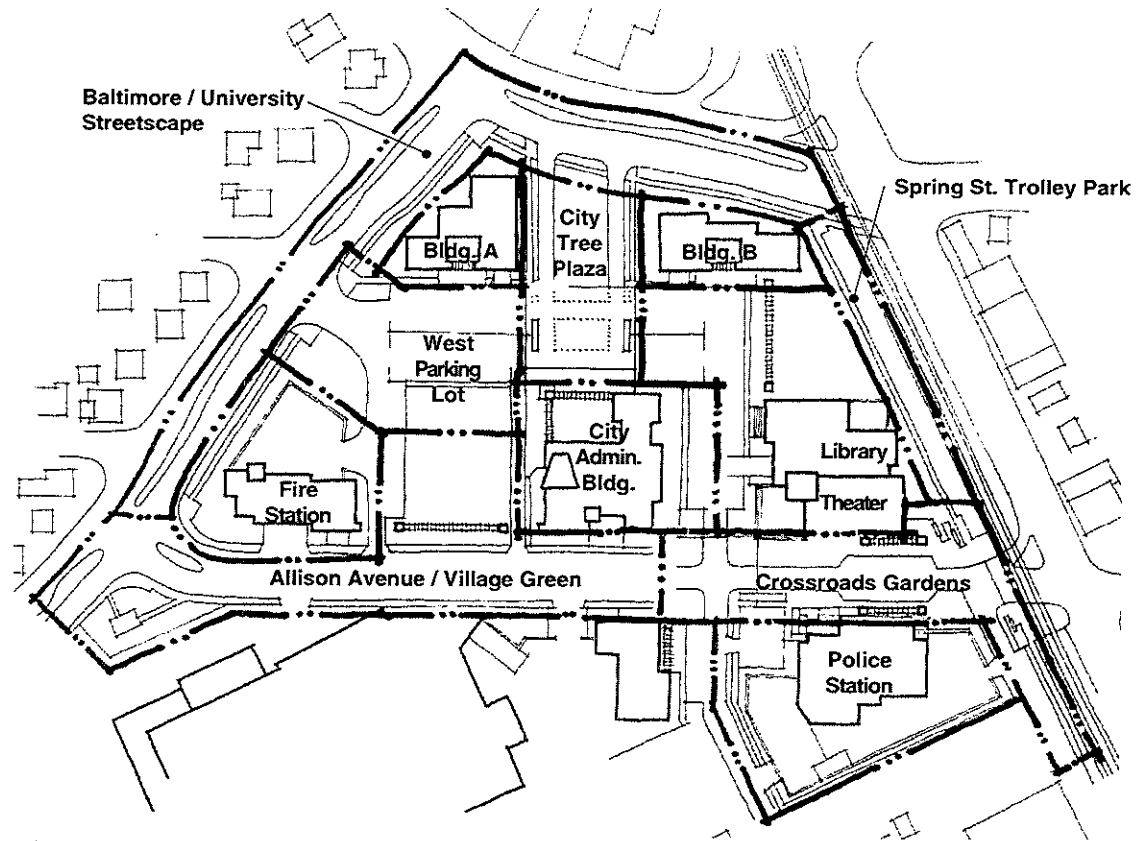 Baltimore / University
Streetscape
Spring St. Trolley Park
City
Tree
Plaza
Bldg. A
Bldg. B
West
Parking
Lot
City
Admin.
Bldg.
Library
Theater
Fire
Station
Allison Avenue / Village Green
Crossroads Gardens
Police
Station